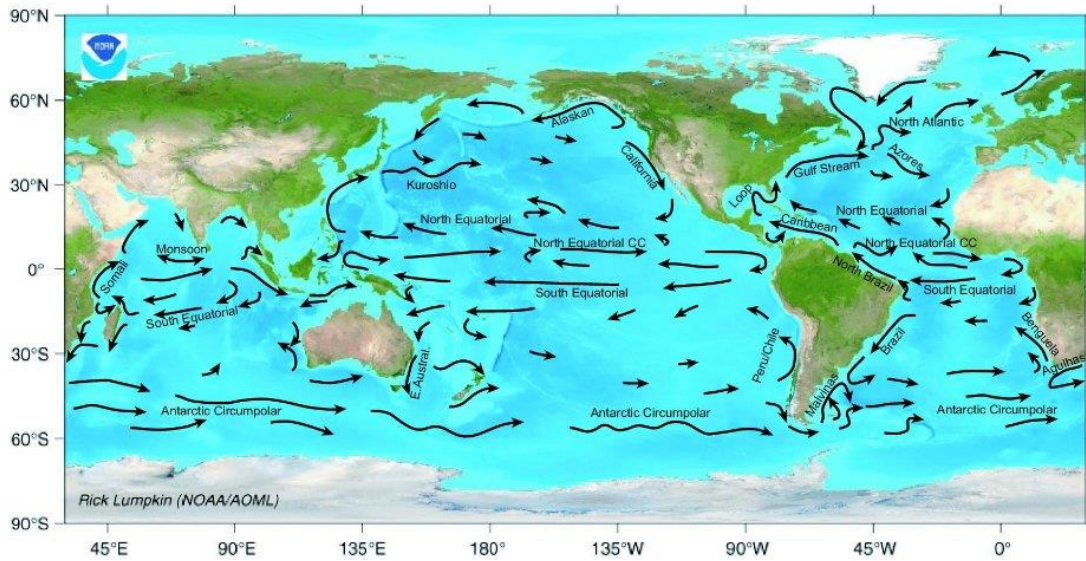 NOAA
90°N
60°N
30°N
0°
30°S
60°S
90°S
Alaskan
North Atlantic
Azores
Gulf Stream
California
Kuroshio
Loop
North Equatorial
North Equatorial
Caribbean
Monsoon
North Equatorial CC
North Equatorial CC
Somali
North Brazil
South Equatorial
South Equatorial
South Equatorial
Brazil
Benguela
E.Austral.
Peru/Chile
Agulhas
Malvinas
Antarctic Circumpolar
Antarctic Circumpolar
Antarctic Circumpolar
Rick Lumpkin (NOAA/AOML)
45°E
90°E
135°E
180°
135°W
90°W
45°W
0°